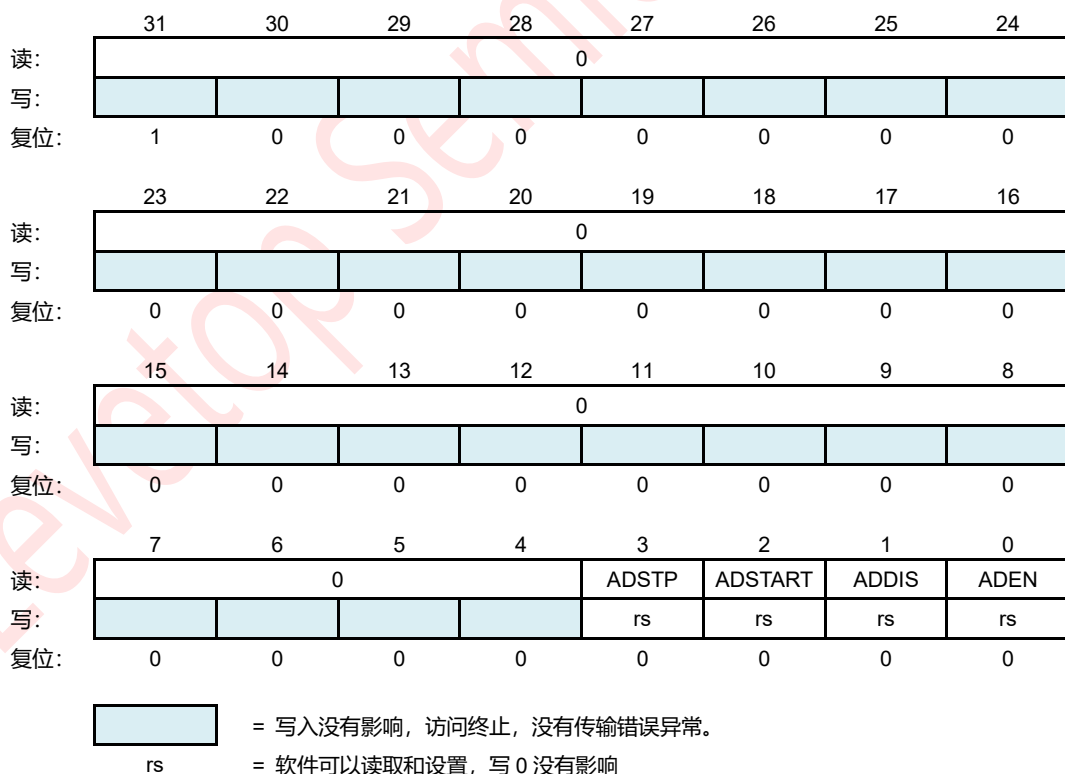 31 30 29 28 27 26 25 24
读: 0
写:
复位: 1 0 0 0 0 0 0 0
23 22 21 20 19 18 17 16
读: 0
写:
复位: 0 0 0 0 0 0 0 0
15 14 13 12 11 10 9 8
读: 0
写:
复位: 0 0 0 0 0 0 0 0
7 6 5 4 3 2 1 0
读: 0 ADSTP ADSTART ADDIS ADEN
写: rs rs rs rs
复位: 0 0 0 0 0 0 0 0
= 写入没有影响，访问终止，没有传输错误异常。
rs = 软件可以读取和设置，写 0 没有影响